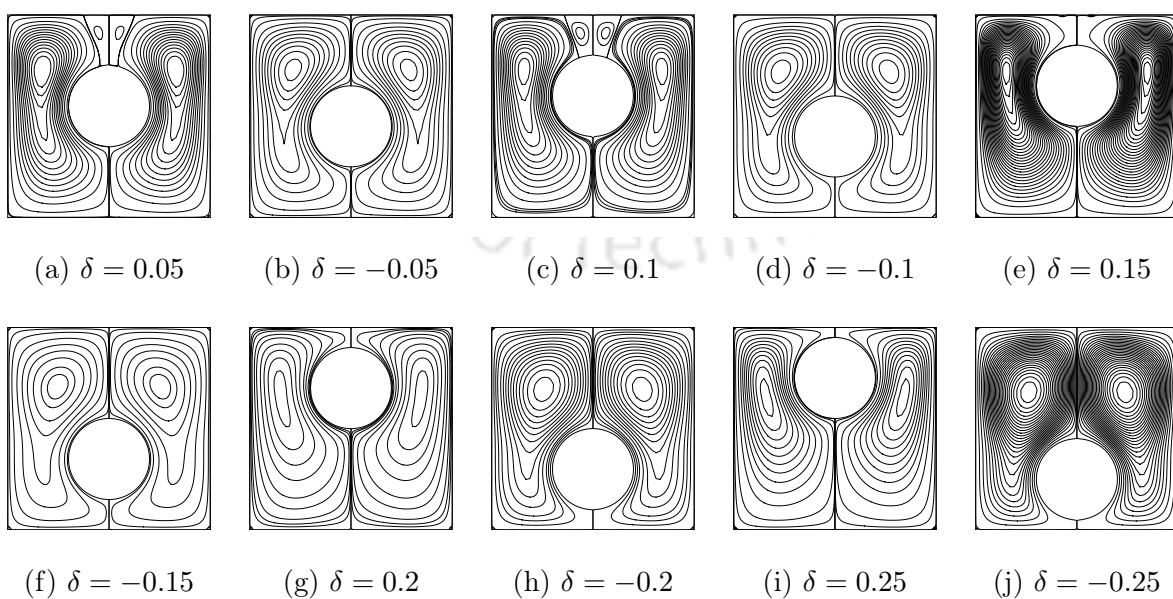 (a) δ = 0.05 (b) δ = −0.05 (c) δ = 0.1 (d) δ = −0.1 (e) δ = 0.15
(f) δ = −0.15 (g) δ = 0.2 (h) δ = −0.2 (i) δ = 0.25 (j) δ = −0.25